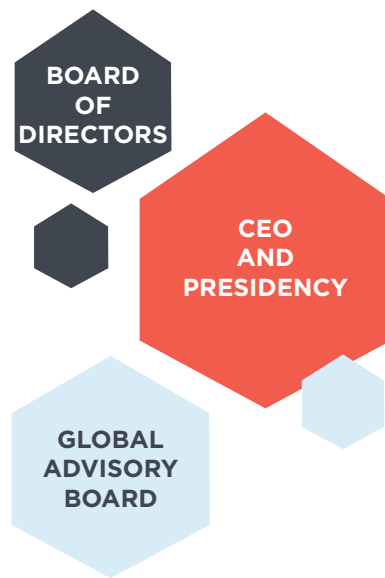 BOARD
OF
DIRECTORS
CEO
AND
PRESIDENCY
GLOBAL
ADVISORY
BOARD